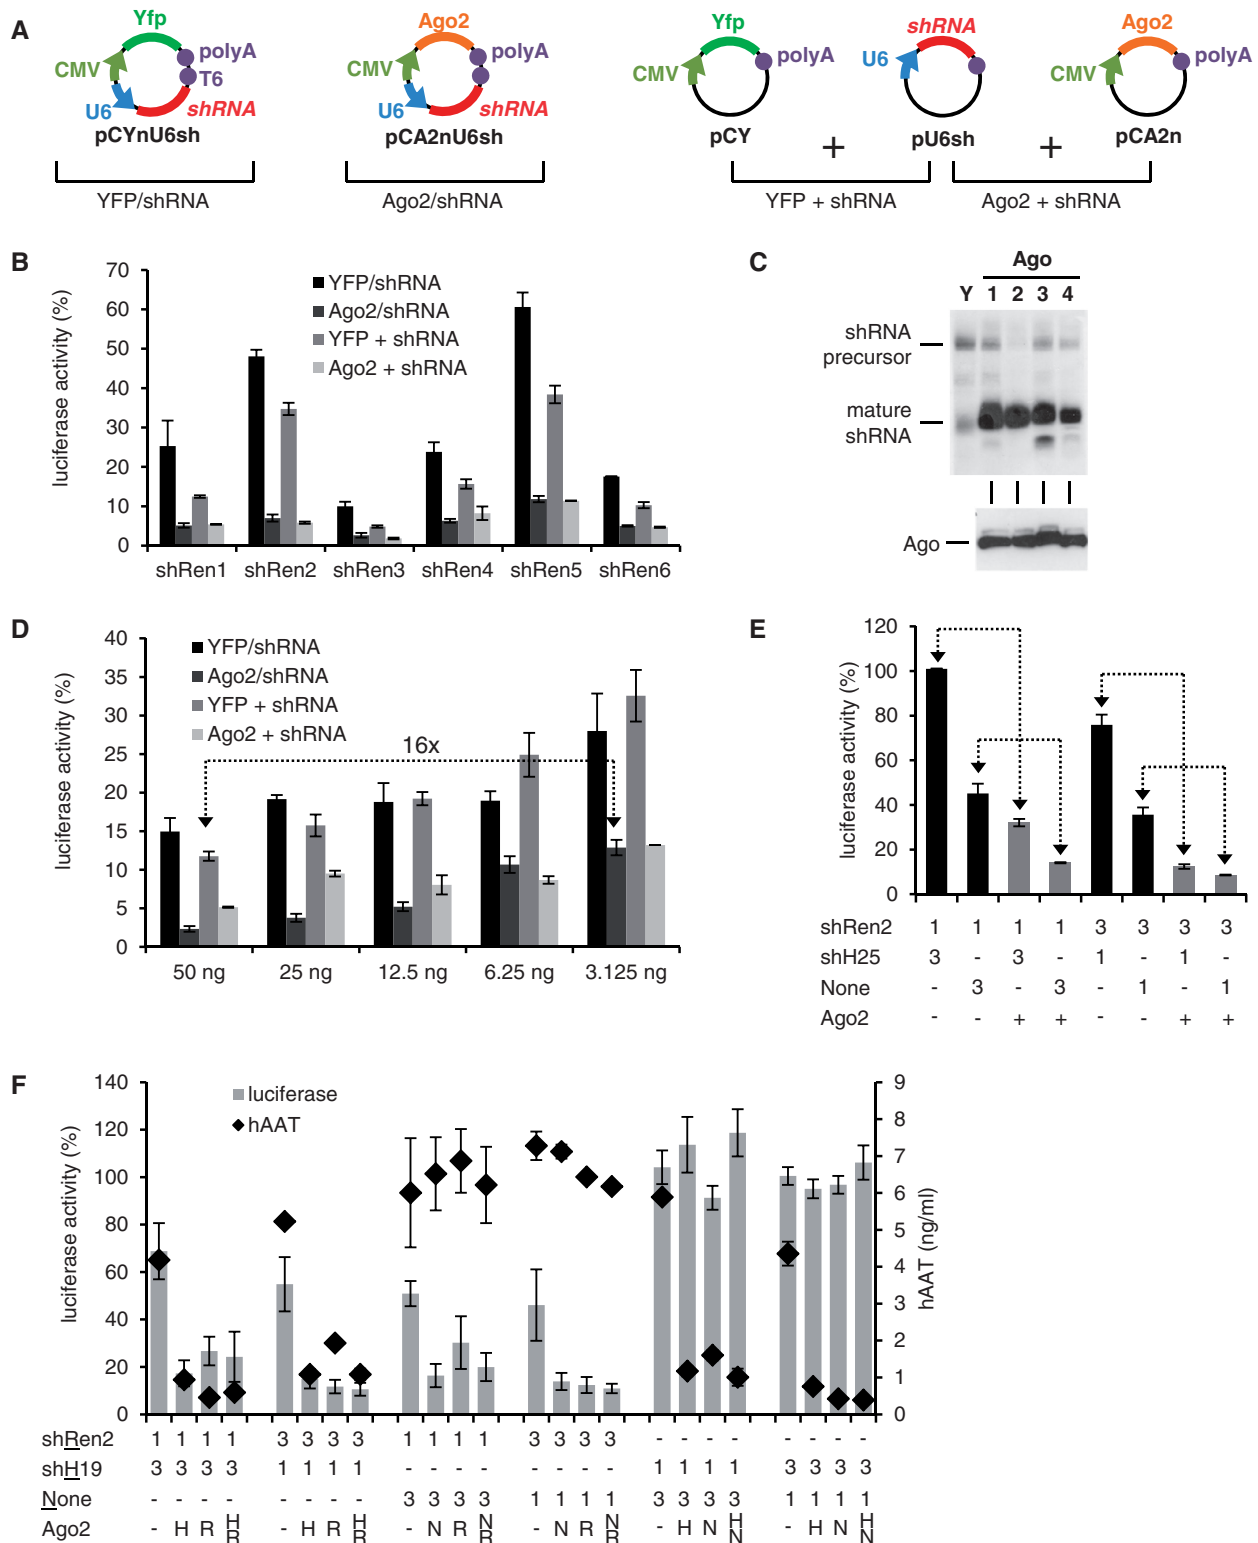 A
Yfp
CMV
polyA
T6
U6
shRNA
pCYnU6sh
YFP/shRNA
Ago2
CMV
polyA
U6
shRNA
pCA2nU6sh
Ago2/shRNA
Yfp
CMV
polyA
pCY
+
shRNA
U6
pU6sh
+
Ago2
CMV
polyA
pCA2n
YFP + shRNA
Ago2 + shRNA
B
luciferase activity (%)
70
60
50
40
30
20
10
0
YFP/shRNA
Ago2/shRNA
YFP + shRNA
Ago2 + shRNA
shRen1 shRen2 shRen3 shRen4 shRen5 shRen6
C
Ago
Y 1 2 3 4
shRNA
precursor
mature
shRNA
Ago
D
luciferase activity (%)
40
35
30
25
20
15
10
5
0
YFP/shRNA
Ago2/shRNA
YFP + shRNA
Ago2 + shRNA
16x
50 ng 25 ng 12.5 ng 6.25 ng 3.125 ng
E
luciferase activity (%)
120
100
80
60
40
20
0
shRen2 1 1 1 1 3 3 3 3
shH25 3 - 3 - 1 - 1 -
None - 3 - 3 - 1 - 1
Ago2 - - + + - - + +
F
luciferase activity (%)
140
120
100
80
60
40
20
0
luciferase
hAAT
9
8
7
6
5
4
3
2
1
0
hAAT (ng/ml)
shRen2 1 1 1 1 3 3 3 3 1 1 1 1 3 3 3 3 - - - - - - - -
shH19 3 3 3 3 1 1 1 1 - - - - - - - - 1 1 1 1 3 3 3 3
None - - - - - - - - 3 3 3 3 1 1 1 1 3 3 3 3 1 1 1 1
Ago2 - H R H - H R H - N R N - N R N - H N H - H N H
R R R R N N